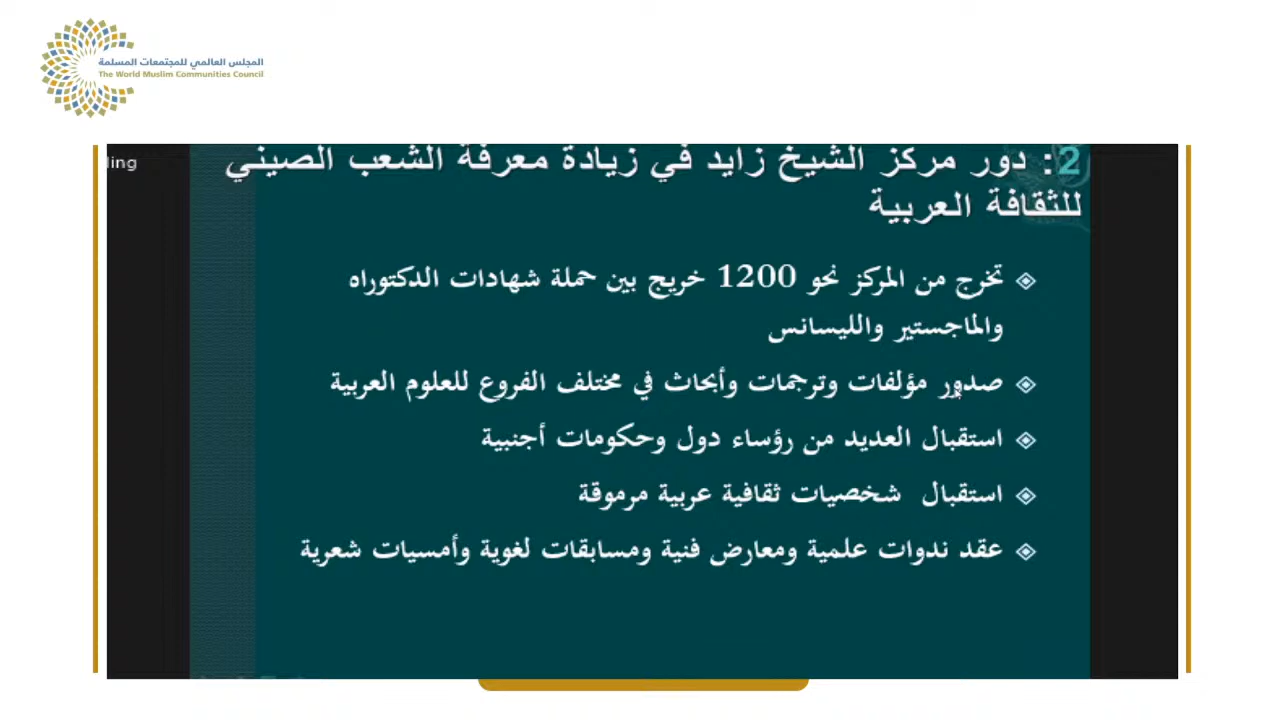 المجلس العالمي للمجتمعات المسلمة
The World Muslim Communities Council
2: دور مركز الشيخ زايد في زيادة معرفة الشعب الصيني
للثقافة العربية
تخرج من المركز نحو 1200 خريج بين حملة شهادات الدكتوراه
والماجستير والليسانس
صدور مؤلفات وترجمات وأبحاث في مختلف الفروع للعلوم العربية
استقبال العديد من رؤساء دول وحكومات أجنبية
استقبال شخصيات ثقافية عربية مرموقة
عقد ندوات علمية ومعارض فنية ومسابقات لغوية وأمسيات شعرية